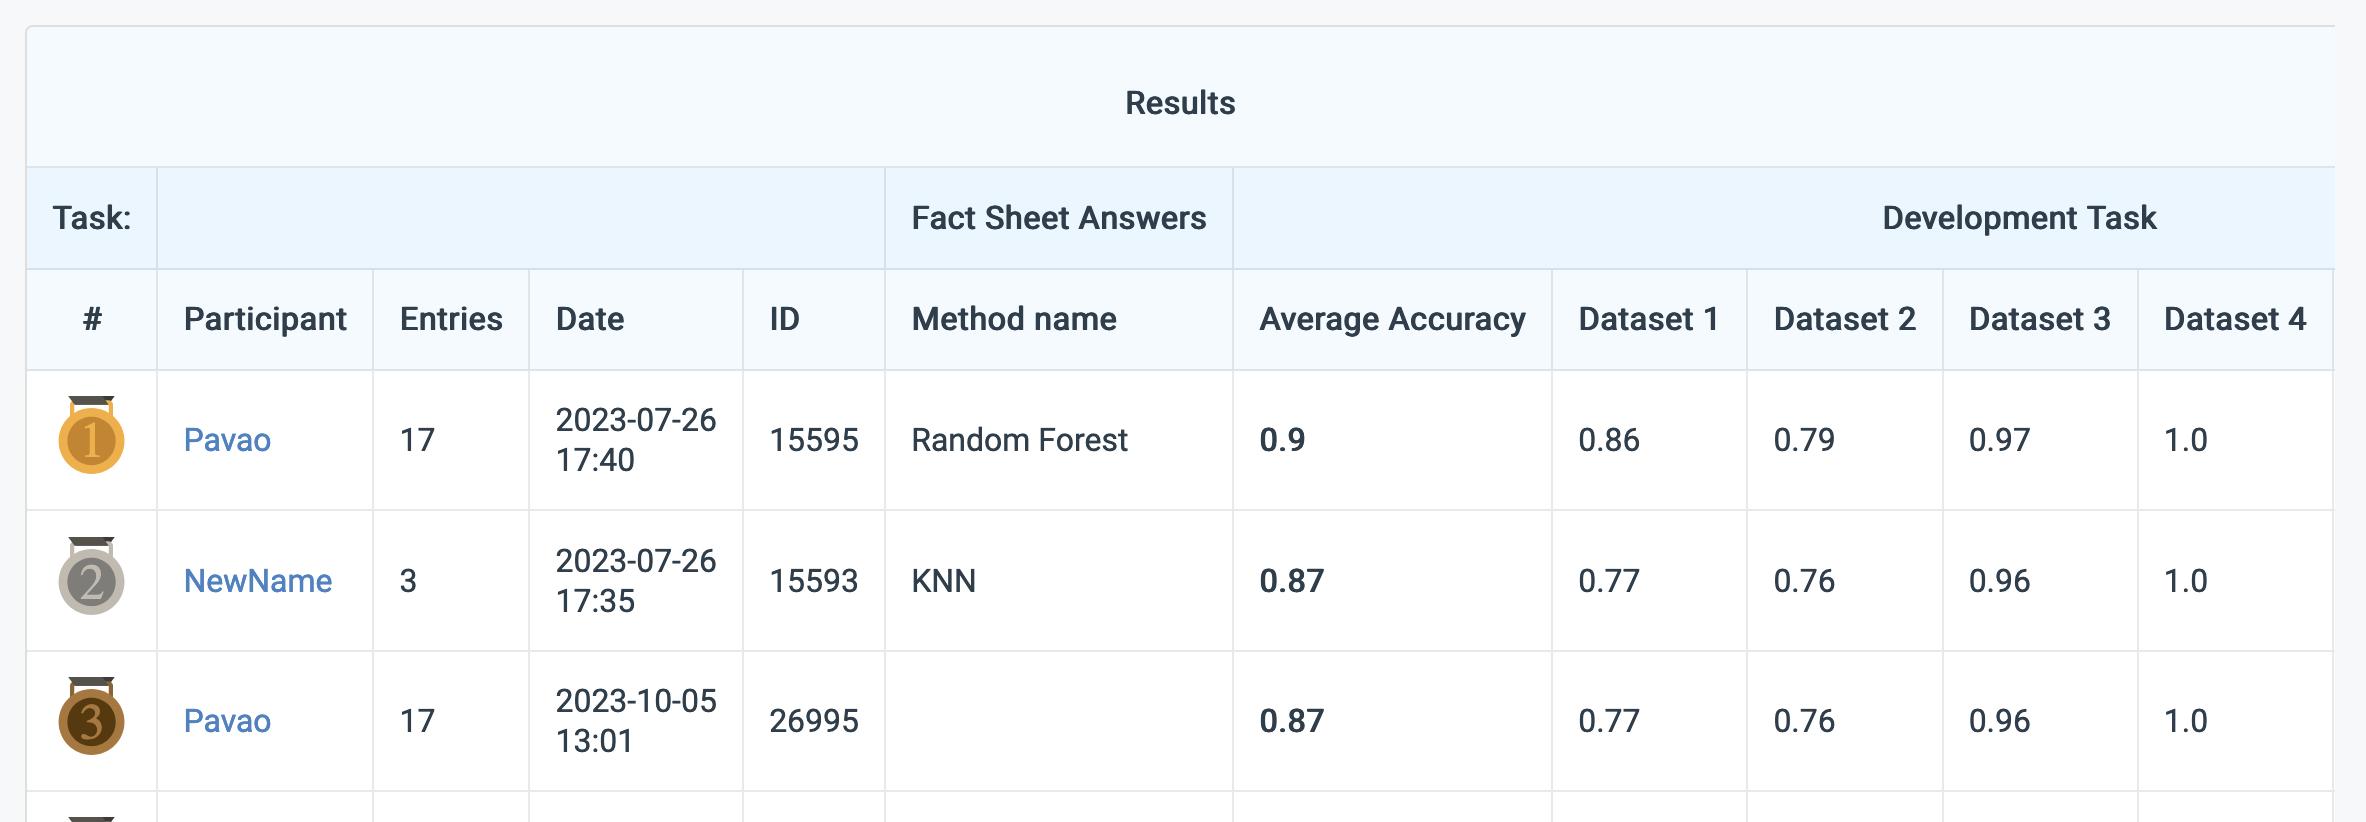 Results
Task: Fact Sheet Answers Development Task
# Participant Entries Date ID Method name Average Accuracy Dataset 1 Dataset 2 Dataset 3 Dataset 4
1 Pavao 17 2023-07-26 17:40 15595 Random Forest 0.9 0.86 0.79 0.97 1.0
2 NewName 3 2023-07-26 17:35 15593 KNN 0.87 0.77 0.76 0.96 1.0
3 Pavao 17 2023-10-05 13:01 26995 0.87 0.77 0.76 0.96 1.0